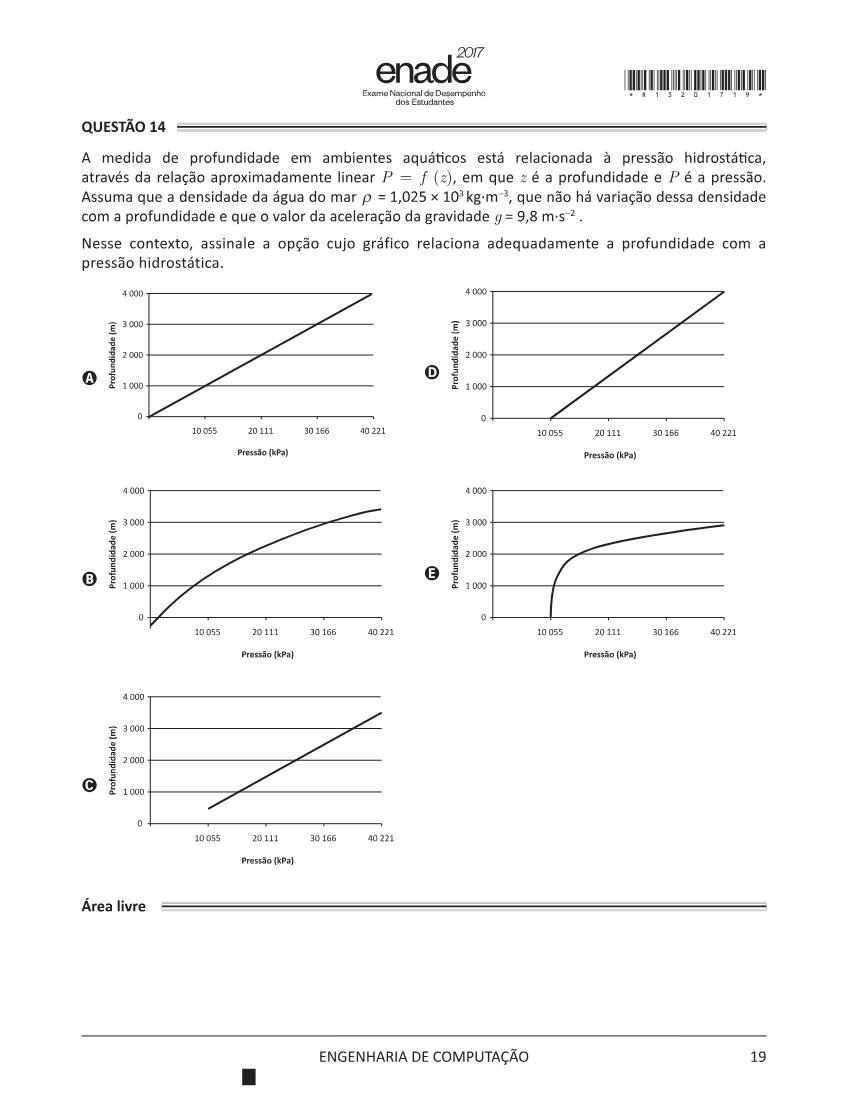 2017
enade
Exame Nacional de Desempenho
dos Estudantes
* R 1 3 2 0 1 7 1 9 *
QUESTÃO 14
A medida de profundidade em ambientes aquáticos está relacionada à pressão hidrostática,
através da relação aproximadamente linear P = f (z), em que z é a profundidade e P é a pressão.
Assuma que a densidade da água do mar ρ = 1,025 × 10³ kg·m⁻³, que não há variação dessa densidade
com a profundidade e que o valor da aceleração da gravidade g = 9,8 m·s⁻² .
Nesse contexto, assinale a opção cujo gráfico relaciona adequadamente a profundidade com a
pressão hidrostática.
A
Profundidade (m)
4 000
3 000
2 000
1 000
0
10 055 20 111 30 166 40 221
Pressão (kPa)
D
Profundidade (m)
4 000
3 000
2 000
1 000
0
10 055 20 111 30 166 40 221
Pressão (kPa)
B
Profundidade (m)
4 000
3 000
2 000
1 000
0
10 055 20 111 30 166 40 221
Pressão (kPa)
E
Profundidade (m)
4 000
3 000
2 000
1 000
0
10 055 20 111 30 166 40 221
Pressão (kPa)
C
Profundidade (m)
4 000
3 000
2 000
1 000
0
10 055 20 111 30 166 40 221
Pressão (kPa)
Área livre
ENGENHARIA DE COMPUTAÇÃO 19